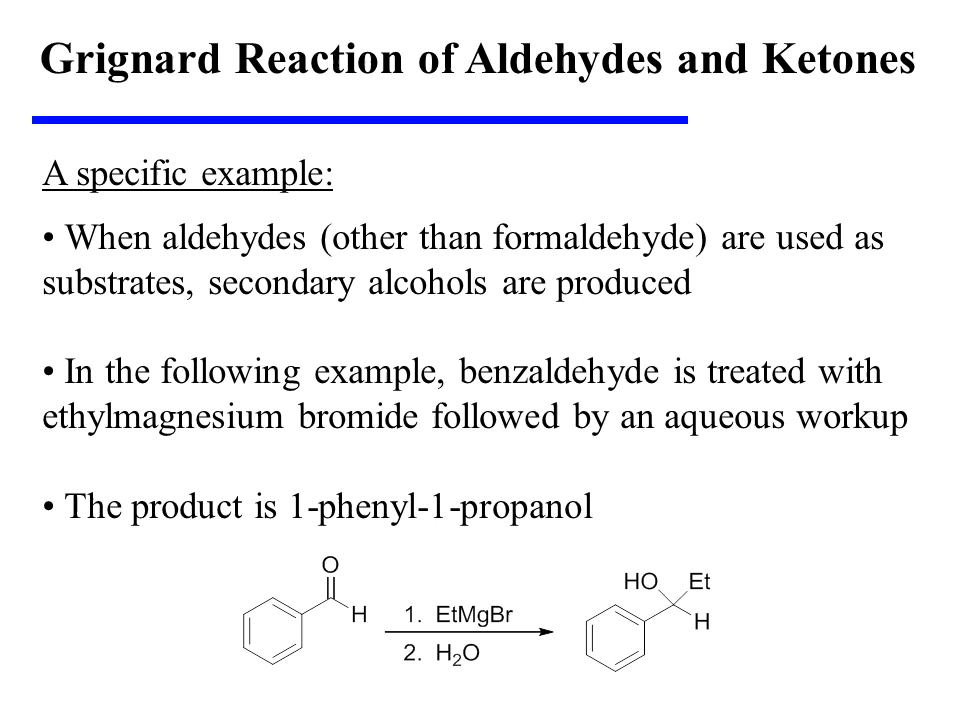 Grignard Reaction of Aldehydes and Ketones
A specific example:
• When aldehydes (other than formaldehyde) are used as
substrates, secondary alcohols are produced
• In the following example, benzaldehyde is treated with
ethylmagnesium bromide followed by an aqueous workup
• The product is 1-phenyl-1-propanol
O
H
1. EtMgBr
2. H₂O
HO Et
H